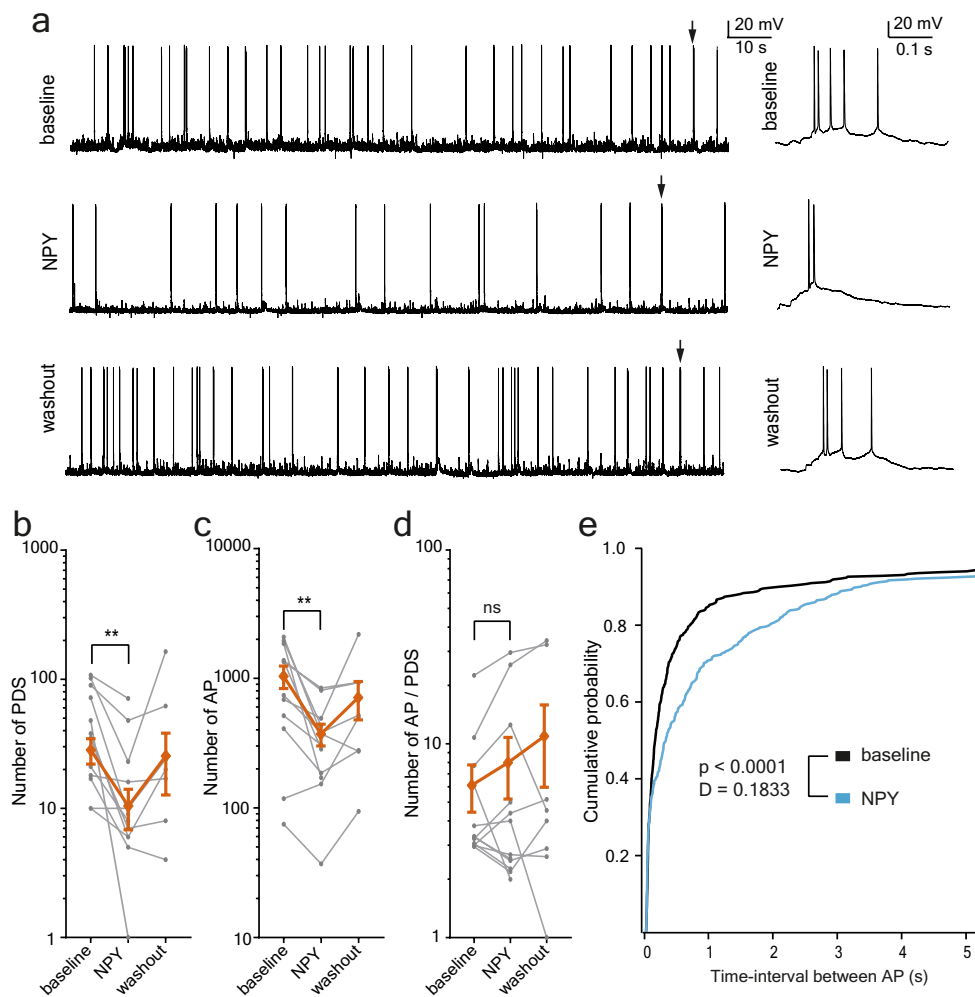 a
20 mV
10 s
20 mV
0.1 s
baseline
baseline
NPY
NPY
washout
washout
b
c
d
e
Number of PDS
1000
100
10
1
**
baseline
NPY
washout
Number of AP
10000
1000
100
10
**
baseline
NPY
washout
Number of AP / PDS
100
10
1
ns
baseline
NPY
washout
Cumulative probability
1.0
0.8
0.6
0.4
0.2
p < 0.0001
D = 0.1833
baseline
NPY
0
1
2
3
4
5
Time-interval between AP (s)